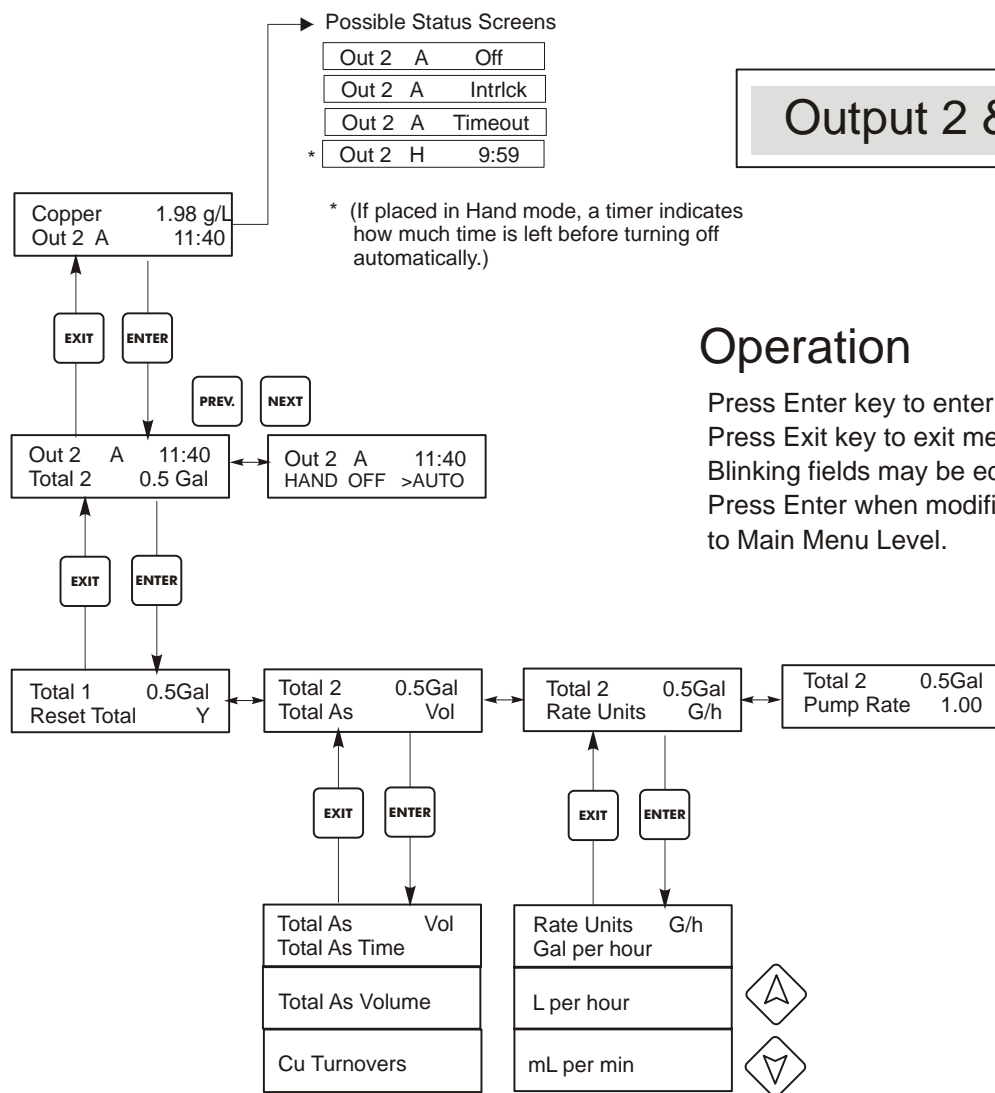 Possible Status Screens
Out 2 A Off
Out 2 A Intrlck
Out 2 A Timeout
* Out 2 H 9:59
Output 2 &
* (If placed in Hand mode, a timer indicates
how much time is left before turning off
automatically.)
Copper 1.98 g/L
Out 2 A 11:40
EXIT ENTER
Operation
Press Enter key to enter
Press Exit key to exit me
Blinking fields may be ed
Press Enter when modifi
to Main Menu Level.
PREV. NEXT
Out 2 A 11:40
Total 2 0.5 Gal
Out 2 A 11:40
HAND OFF >AUTO
EXIT ENTER
Total 1 0.5Gal
Reset Total Y
Total 2 0.5Gal
Total As Vol
Total 2 0.5Gal
Rate Units G/h
Total 2 0.5Gal
Pump Rate 1.00
EXIT ENTER
EXIT ENTER
Total As Vol
Total As Time
Total As Volume
Cu Turnovers
Rate Units G/h
Gal per hour
L per hour
mL per min